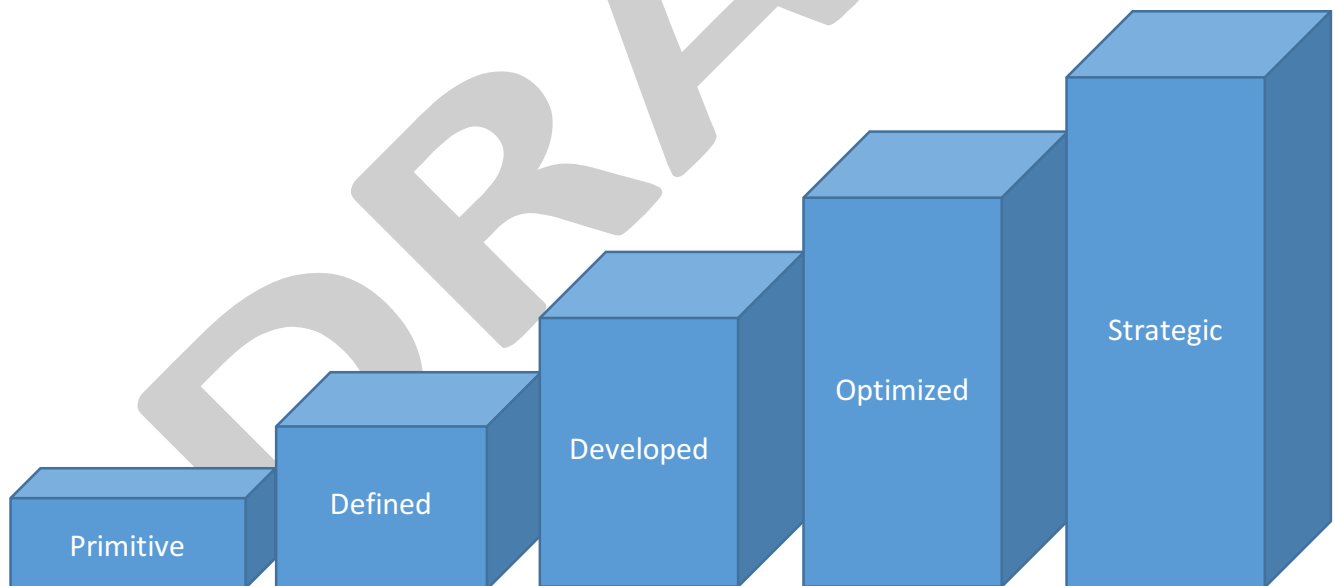 DRA
Primitive
Defined
Developed
Optimized
Strategic